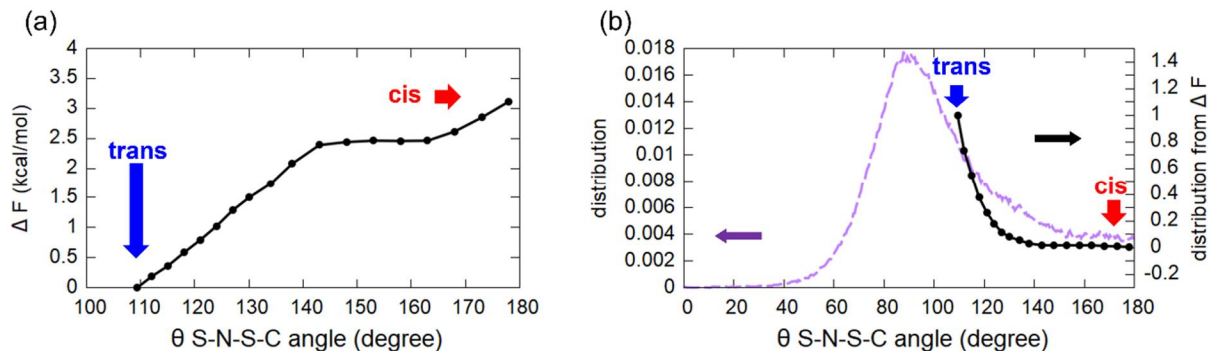 (a)
4
3.5
3
2.5
2
1.5
1
0.5
0
Δ F (kcal/mol)
trans
cis
100 110 120 130 140 150 160 170 180
θ S-N-S-C angle (degree)
(b)
0.018
0.016
0.014
0.012
0.01
0.008
0.006
0.004
0.002
0
distribution
trans
cis
1.4
1.2
1
0.8
0.6
0.4
0.2
0
-0.2
distribution from Δ F
0 20 40 60 80 100 120 140 160 180
θ S-N-S-C angle (degree)